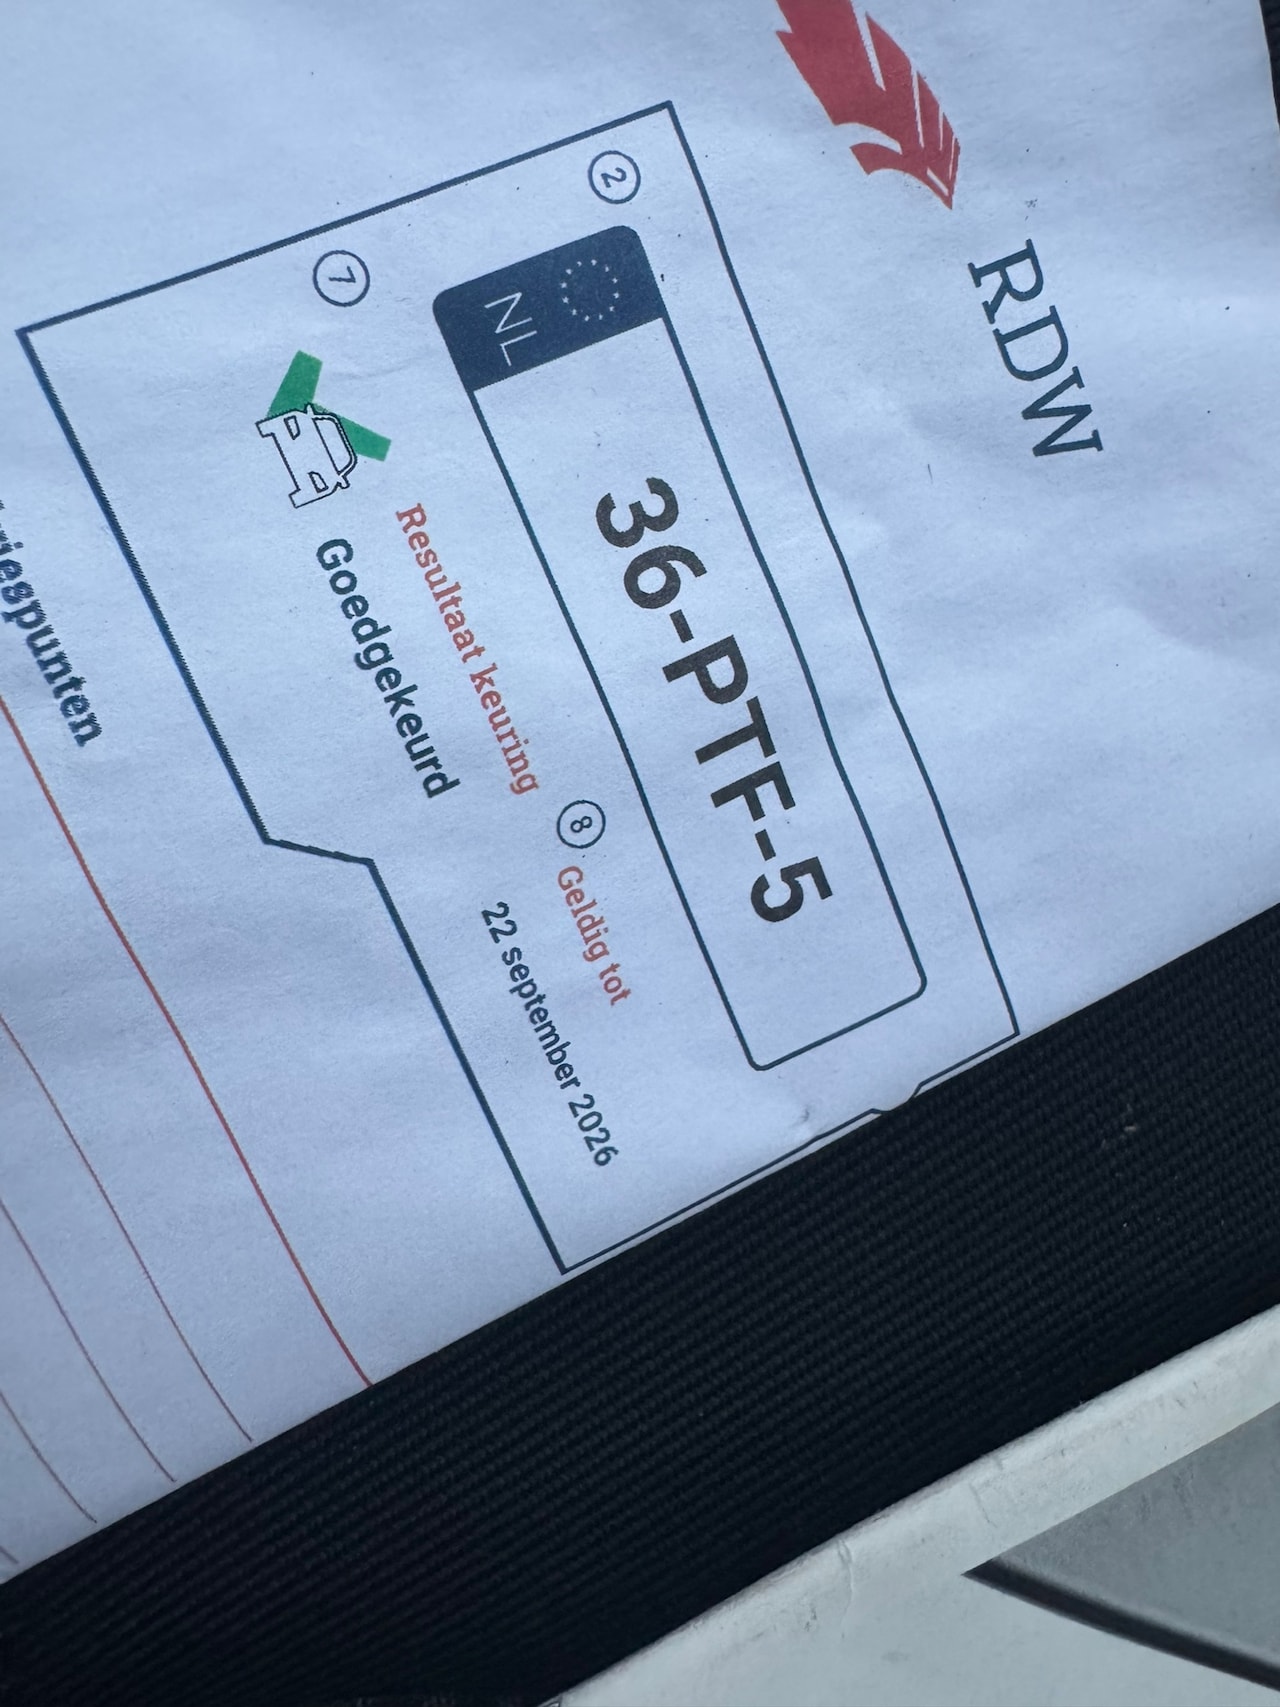 RDW
2
NL
36-PTF-5
7
Resultaat keuring
Goedgekeurd
8
Geldig tot
22 september 2026